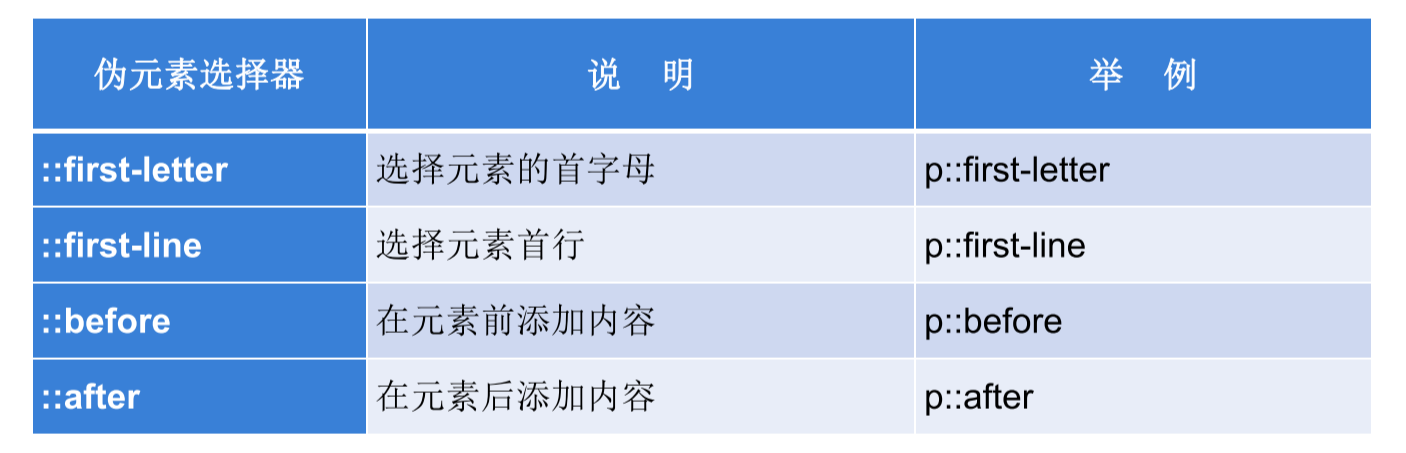 伪元素选择器 说 明 举 例
::first-letter 选择元素的首字母 p::first-letter
::first-line 选择元素首行 p::first-line
::before 在元素前添加内容 p::before
::after 在元素后添加内容 p::after